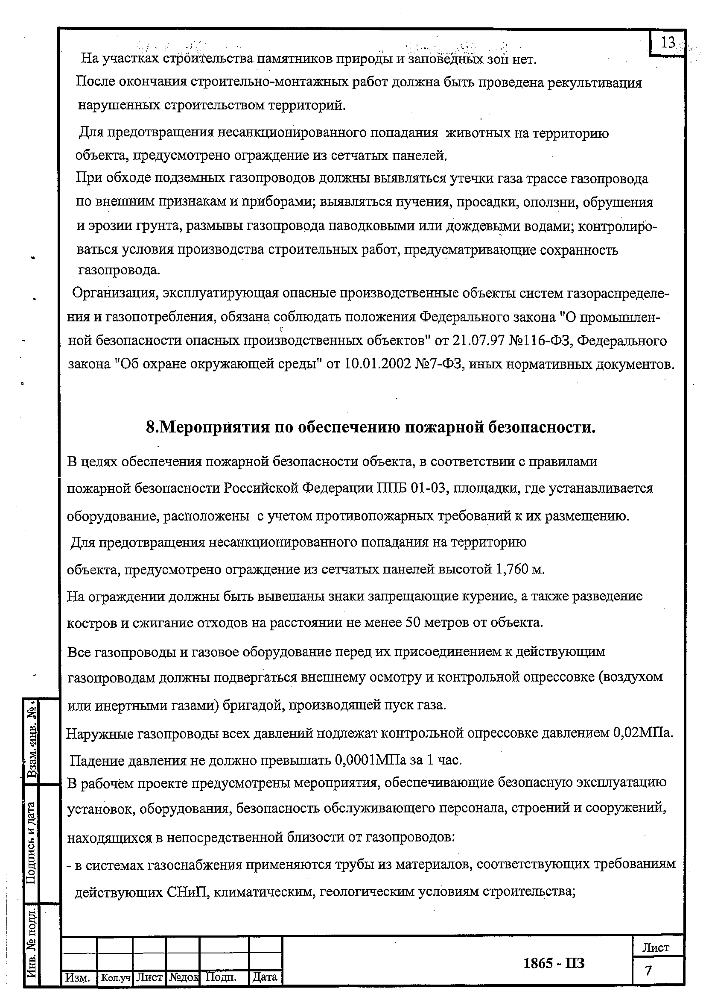 13
На участках строительства памятников природы и заповедных зон нет.
После окончания строительно-монтажных работ должна быть проведена рекультивация
нарушенных строительством территорий.
Для предотвращения несанкционированного попадания животных на территорию
объекта, предусмотрено ограждение из сетчатых панелей.
При обходе подземных газопроводов должны выявляться утечки газа трассе газопровода
по внешним признакам и приборами; выявляться пучения, просадки, оползни, обрушения
и эрозии грунта, размывы газопровода паводковыми или дождевыми водами; контролиро-
ваться условия производства строительных работ, предусматривающие сохранность
газопровода.
Организация, эксплуатирующая опасные производственные объекты систем газораспределе-
ния и газопотребления, обязана соблюдать положения Федерального закона "О промышлен-
ной безопасности опасных производственных объектов" от 21.07.97 №116-ФЗ, Федерального
закона "Об охране окружающей среды" от 10.01.2002 №7-ФЗ, иных нормативных документов.
8.Мероприятия по обеспечению пожарной безопасности.
В целях обеспечения пожарной безопасности объекта, в соответствии с правилами
пожарной безопасности Российской Федерации ППБ 01-03, площадки, где устанавливается
оборудование, расположены с учетом противопожарных требований к их размещению.
Для предотвращения несанкционированного попадания на территорию
объекта, предусмотрено ограждение из сетчатых панелей высотой 1,760 м.
На ограждении должны быть вывешаны знаки запрещающие курение, а также разведение
костров и сжигание отходов на расстоянии не менее 50 метров от объекта.
Все газопроводы и газовое оборудование перед их присоединением к действующим
газопроводам должны подвергаться внешнему осмотру и контрольной опрессовке (воздухом
или инертными газами) бригадой, производящей пуск газа.
Наружные газопроводы всех давлений подлежат контрольной опрессовке давлением 0,02МПа.
Падение давления не должно превышать 0,0001МПа за 1 час.
В рабочем проекте предусмотрены мероприятия, обеспечивающие безопасную эксплуатацию
установок, оборудования, безопасность обслуживающего персонала, строений и сооружений,
находящихся в непосредственной близости от газопроводов:
- в системах газоснабжения применяются трубы из материалов, соответствующих требованиям
действующих СНиП, климатическим, геологическим условиям строительства;
Взам. инв. №
Подпись и дата
Инв. № подл.
Изм. Кол.уч Лист №док Подп. Дата
1865 - ПЗ
Лист
7